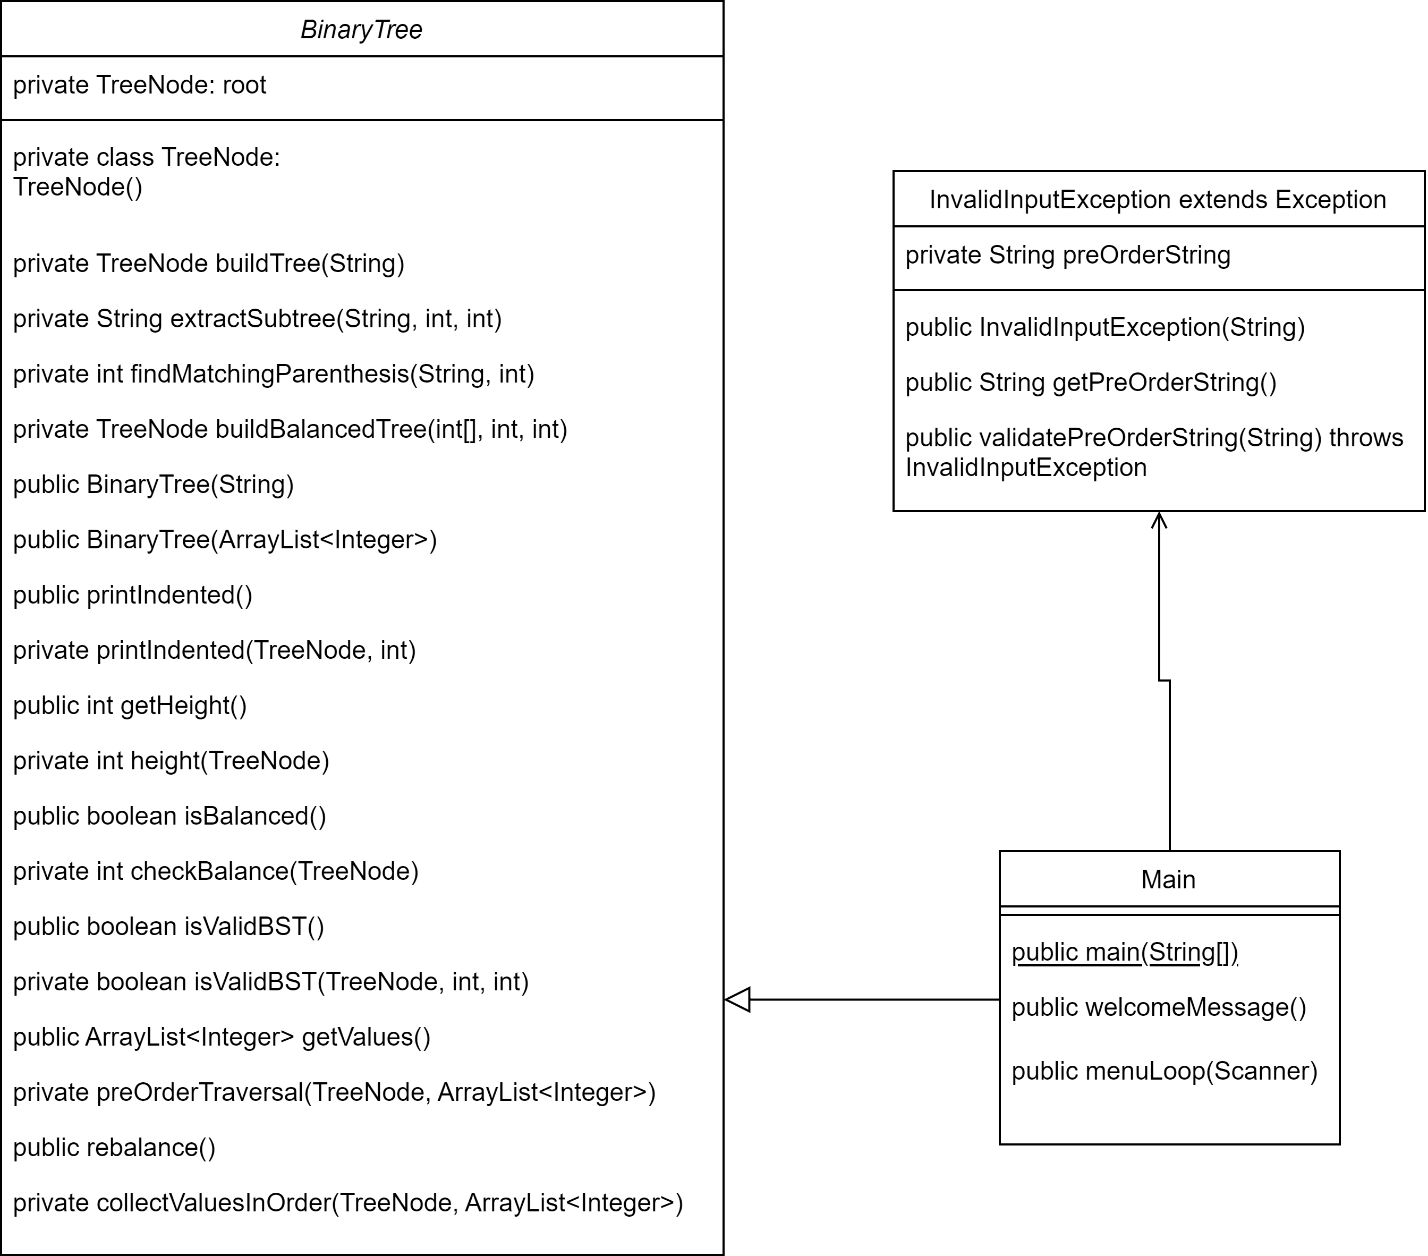 BinaryTree
private TreeNode: root
private class TreeNode:
TreeNode()
private TreeNode buildTree(String)
private String extractSubtree(String, int, int)
private int findMatchingParenthesis(String, int)
private TreeNode buildBalancedTree(int[], int, int)
public BinaryTree(String)
public BinaryTree(ArrayList<Integer>)
public printIndented()
private printIndented(TreeNode, int)
public int getHeight()
private int height(TreeNode)
public boolean isBalanced()
private int checkBalance(TreeNode)
public boolean isValidBST()
private boolean isValidBST(TreeNode, int, int)
public ArrayList<Integer> getValues()
private preOrderTraversal(TreeNode, ArrayList<Integer>)
public rebalance()
private collectValuesInOrder(TreeNode, ArrayList<Integer>)
InvalidInputException extends Exception
private String preOrderString
public InvalidInputException(String)
public String getPreOrderString()
public validatePreOrderString(String) throws
InvalidInputException
Main
public main(String[])
public welcomeMessage()
public menuLoop(Scanner)